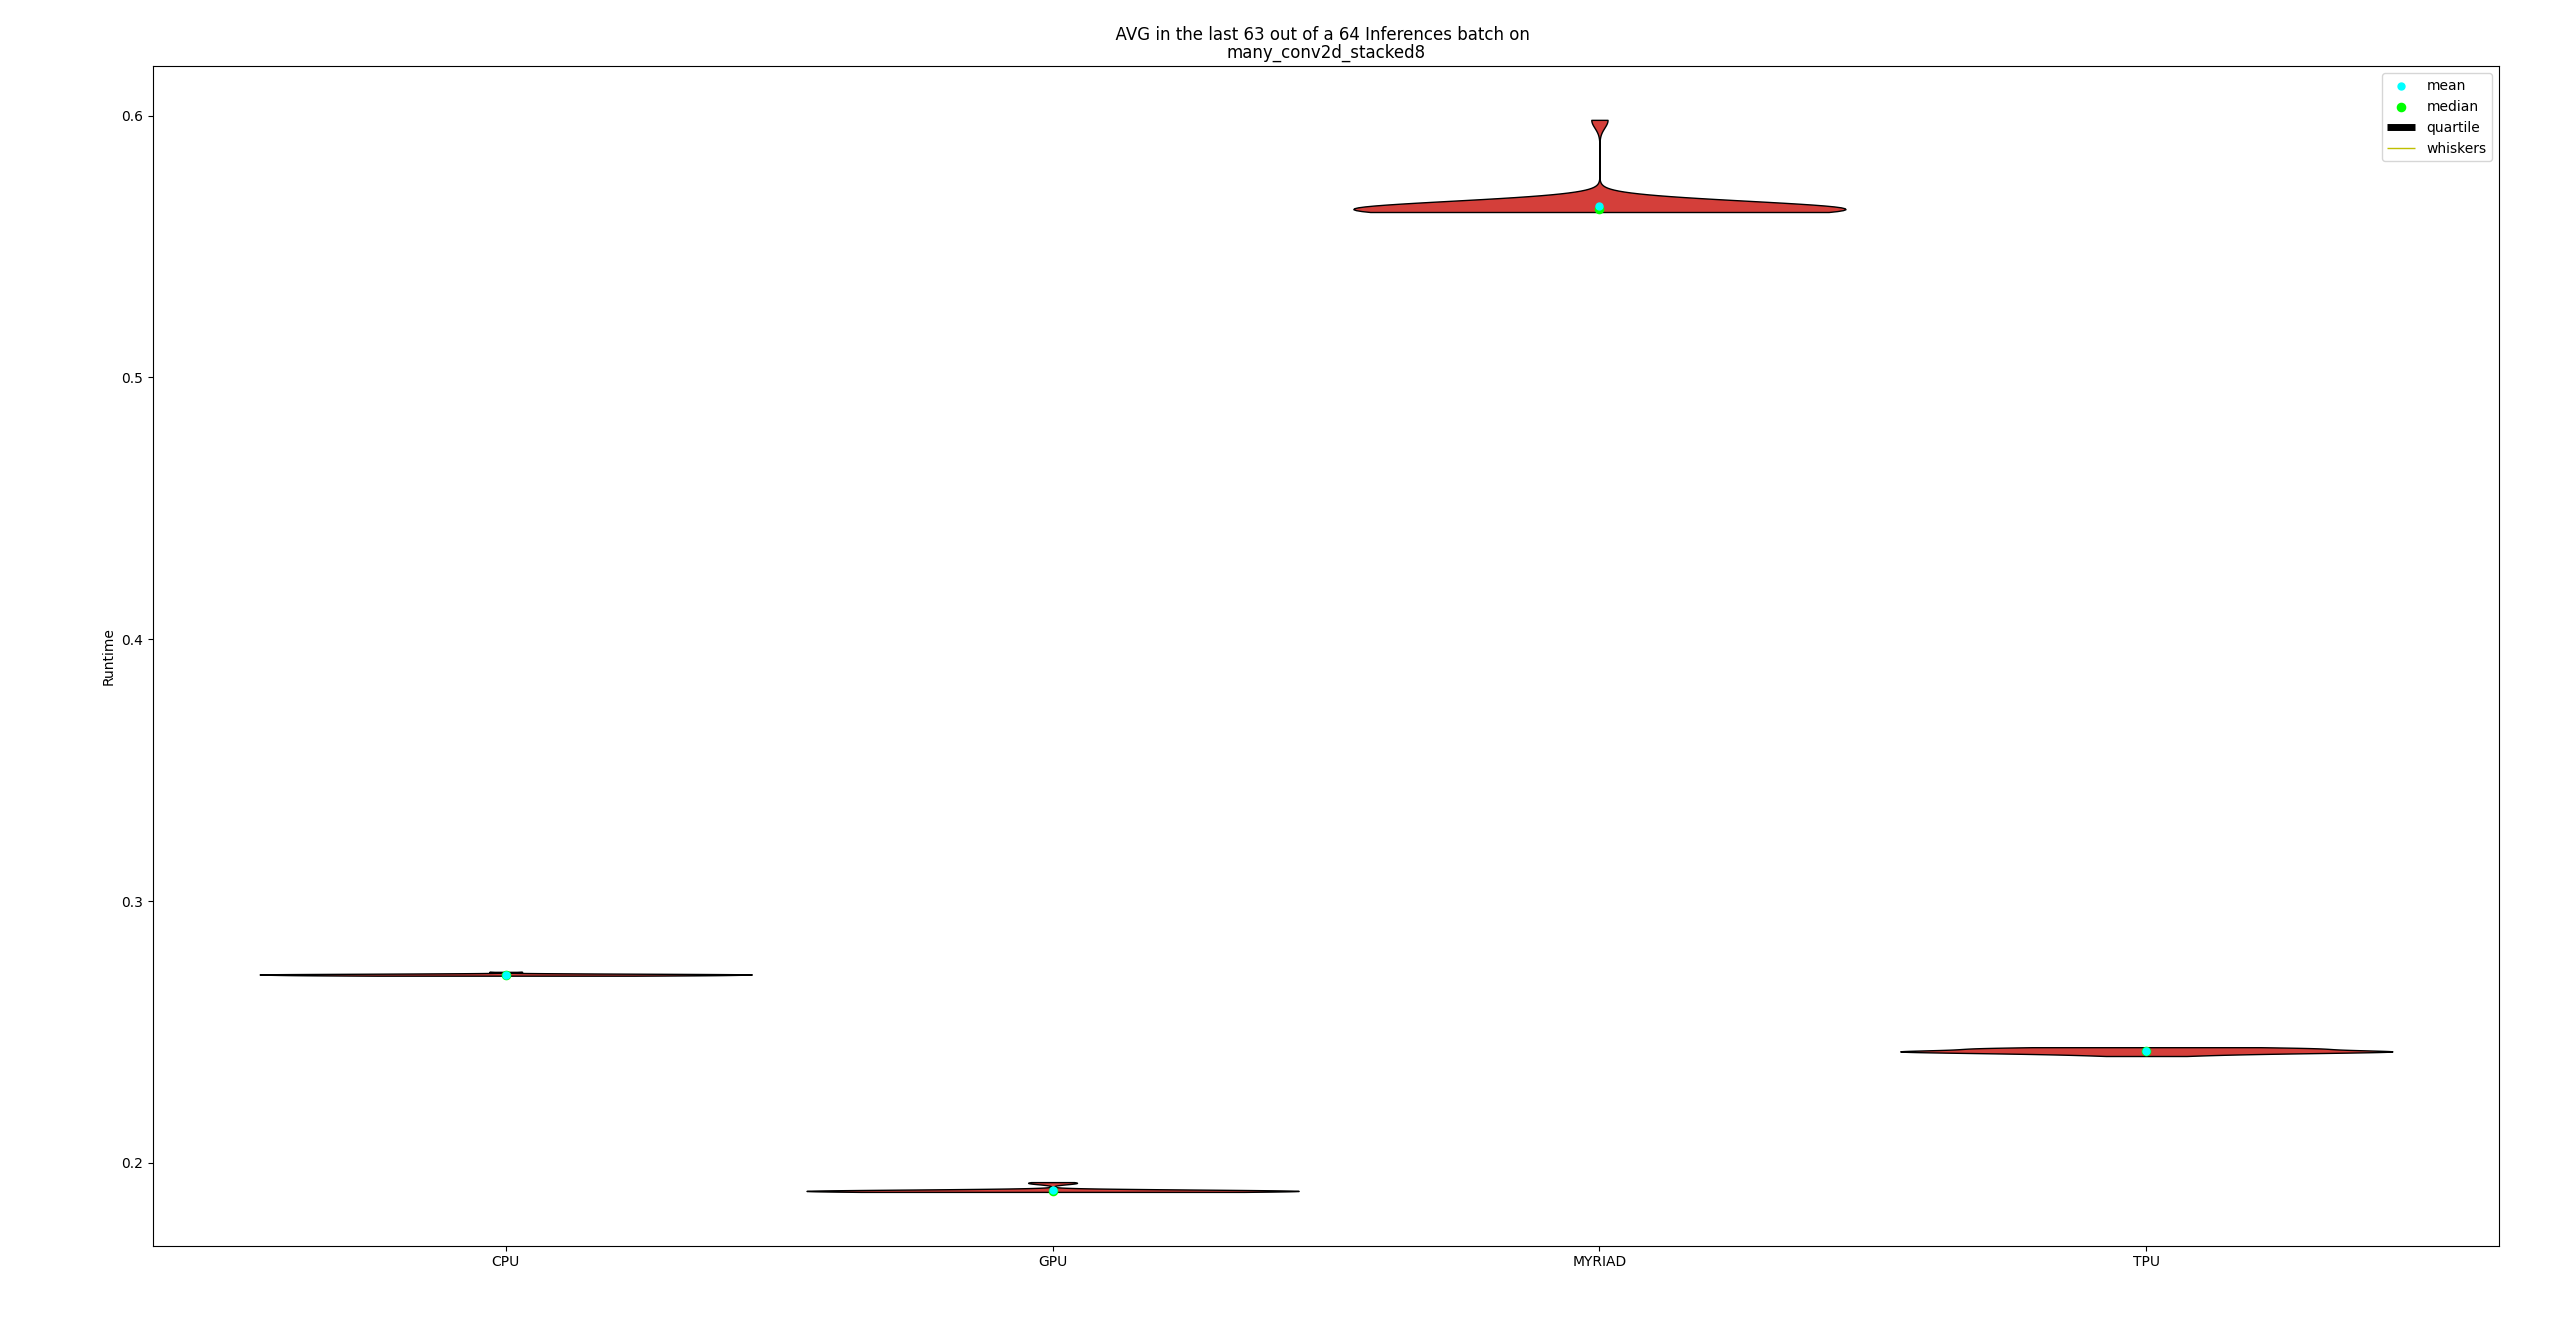 AVG in the last 63 out of a 64 Inferences batch on
many_conv2d_stacked8
mean
median
quartile
whiskers
Runtime
0.6
0.5
0.4
0.3
0.2
CPU
GPU
MYRIAD
TPU